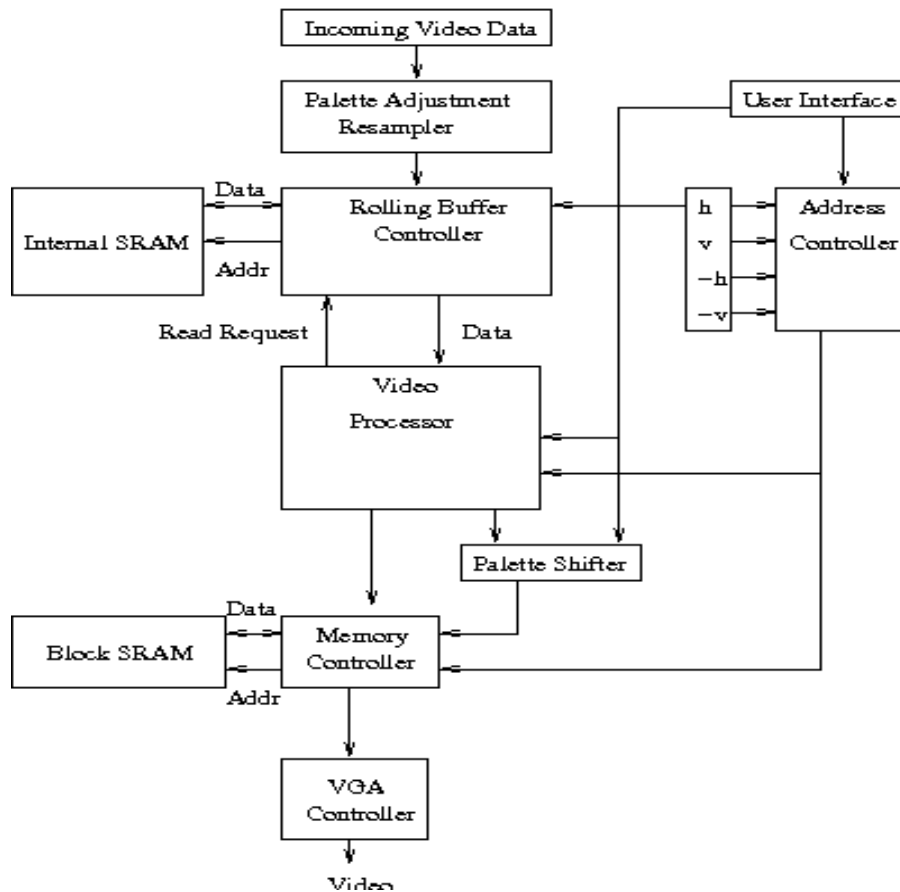 Incoming Video Data
Palette Adjustment
Resampler
User Interface
Data
Rolling Buffer
Controller
h
Address
Internal SRAM
v
Controller
Addr
−h
−v
Read Request
Data
Video
Processor
Palette Shifter
Data
Memory
Controller
Block SRAM
Addr
VGA
Controller
Video